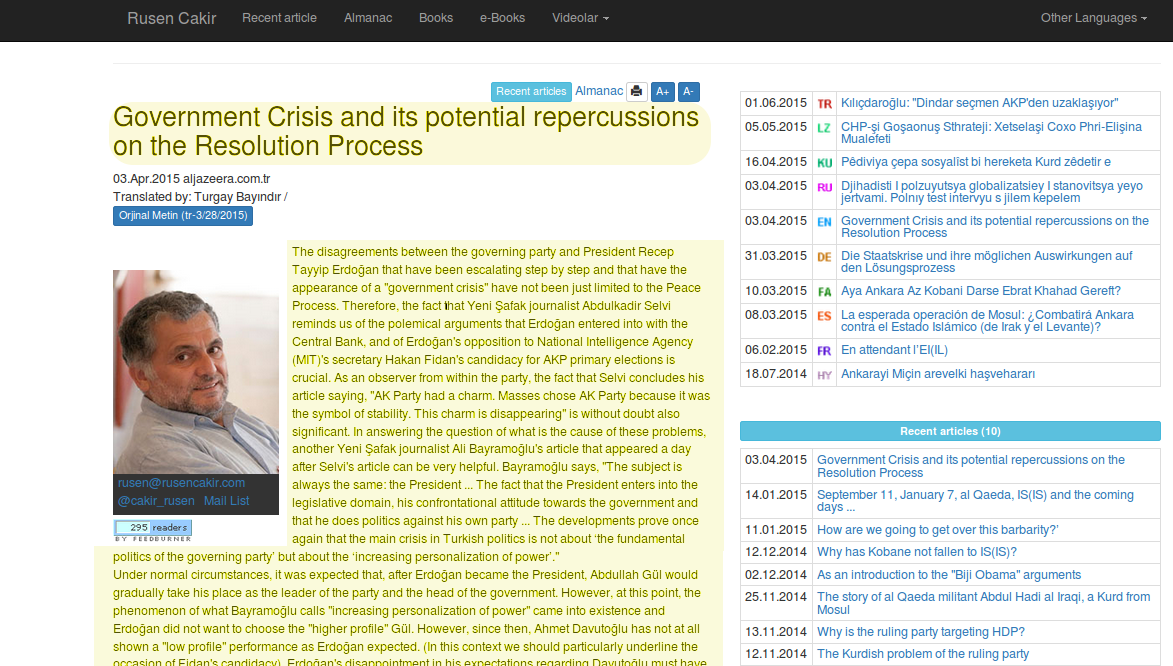 Rusen Cakir Recent article Almanac Books e-Books Videolar Other Languages
Recent articles Almanac A+ A-
Government Crisis and its potential repercussions
on the Resolution Process
03.Apr.2015 aljazeera.com.tr
Translated by: Turgay Bayındır /
Orjinal Metin (tr-3/28/2015)
The disagreements between the governing party and President Recep
Tayyip Erdoğan that have been escalating step by step and that have the
appearance of a "government crisis" have not been just limited to the Peace
Process. Therefore, the fact that Yeni Şafak journalist Abdulkadir Selvi
reminds us of the polemical arguments that Erdoğan entered into with the
Central Bank, and of Erdoğan's opposition to National Intelligence Agency
(MIT)'s secretary Hakan Fidan's candidacy for AKP primary elections is
crucial. As an observer from within the party, the fact that Selvi concludes his
article saying, "AK Party had a charm. Masses chose AK Party because it was
the symbol of stability. This charm is disappearing" is without doubt also
significant. In answering the question of what is the cause of these problems,
another Yeni Şafak journalist Ali Bayramoğlu's article that appeared a day
after Selvi's article can be very helpful. Bayramoğlu says, "The subject is
always the same: the President ... The fact that the President enters into the
legislative domain, his confrontational attitude towards the government and
that he does politics against his own party ... The developments prove once
again that the main crisis in Turkish politics is not about ‘the fundamental
politics of the governing party’ but about the ‘increasing personalization of power’."
Under normal circumstances, it was expected that, after Erdoğan became the President, Abdullah Gül would
gradually take his place as the leader of the party and the head of the government. However, at this point, the
phenomenon of what Bayramoğlu calls "increasing personalization of power" came into existence and
Erdoğan did not want to choose the "higher profile" Gül. However, since then, Ahmet Davutoğlu has not at all
shown a "low profile" performance as Erdoğan expected. (In this context we should particularly underline the
occasion of Fidan's candidacy). Erdoğan's disappointment in his expectations regarding Davutoğlu must have
rusen@rusencakir.com
@cakir_rusen Mail List
295 readers
BY FEEDBURNER
01.06.2015 TR Kılıçdaroğlu: "Dindar seçmen AKP'den uzaklaşıyor"
05.05.2015 LZ CHP-şi Goşaonuş Sthrateji: Xetselaşi Coxo Phri-Elişina
Mualefeti
16.04.2015 KU Pêdiviya çepa sosyalîst bi hereketa Kurd zêdetir e
03.04.2015 RU Djihadisti I polzuyutsya globalizatsiey I stanovitsya yeyo
jertvami. Polnıy test intervyu s jilem kepelem
03.04.2015 EN Government Crisis and its potential repercussions on the
Resolution Process
31.03.2015 DE Die Staatskrise und ihre möglichen Auswirkungen auf
den Lösungsprozess
10.03.2015 FA Aya Ankara Az Kobani Darse Ebrat Khahad Gereft?
08.03.2015 ES La esperada operación de Mosul: ¿Combatirá Ankara
contra el Estado Islámico (de Irak y el Levante)?
06.02.2015 FR En attendant l’EI(IL)
18.07.2014 HY Ankarayi Miçin arevelki haşvehararı
Recent articles (10)
03.04.2015 Government Crisis and its potential repercussions on the
Resolution Process
14.01.2015 September 11, January 7, al Qaeda, IS(IS) and the coming
days ...
11.01.2015 How are we going to get over this barbarity?’
12.12.2014 Why has Kobane not fallen to IS(IS)?
02.12.2014 As an introduction to the "Biji Obama" arguments
25.11.2014 The story of al Qaeda militant Abdul Hadi al Iraqi, a Kurd from
Mosul
13.11.2014 Why is the ruling party targeting HDP?
12.11.2014 The Kurdish problem of the ruling party